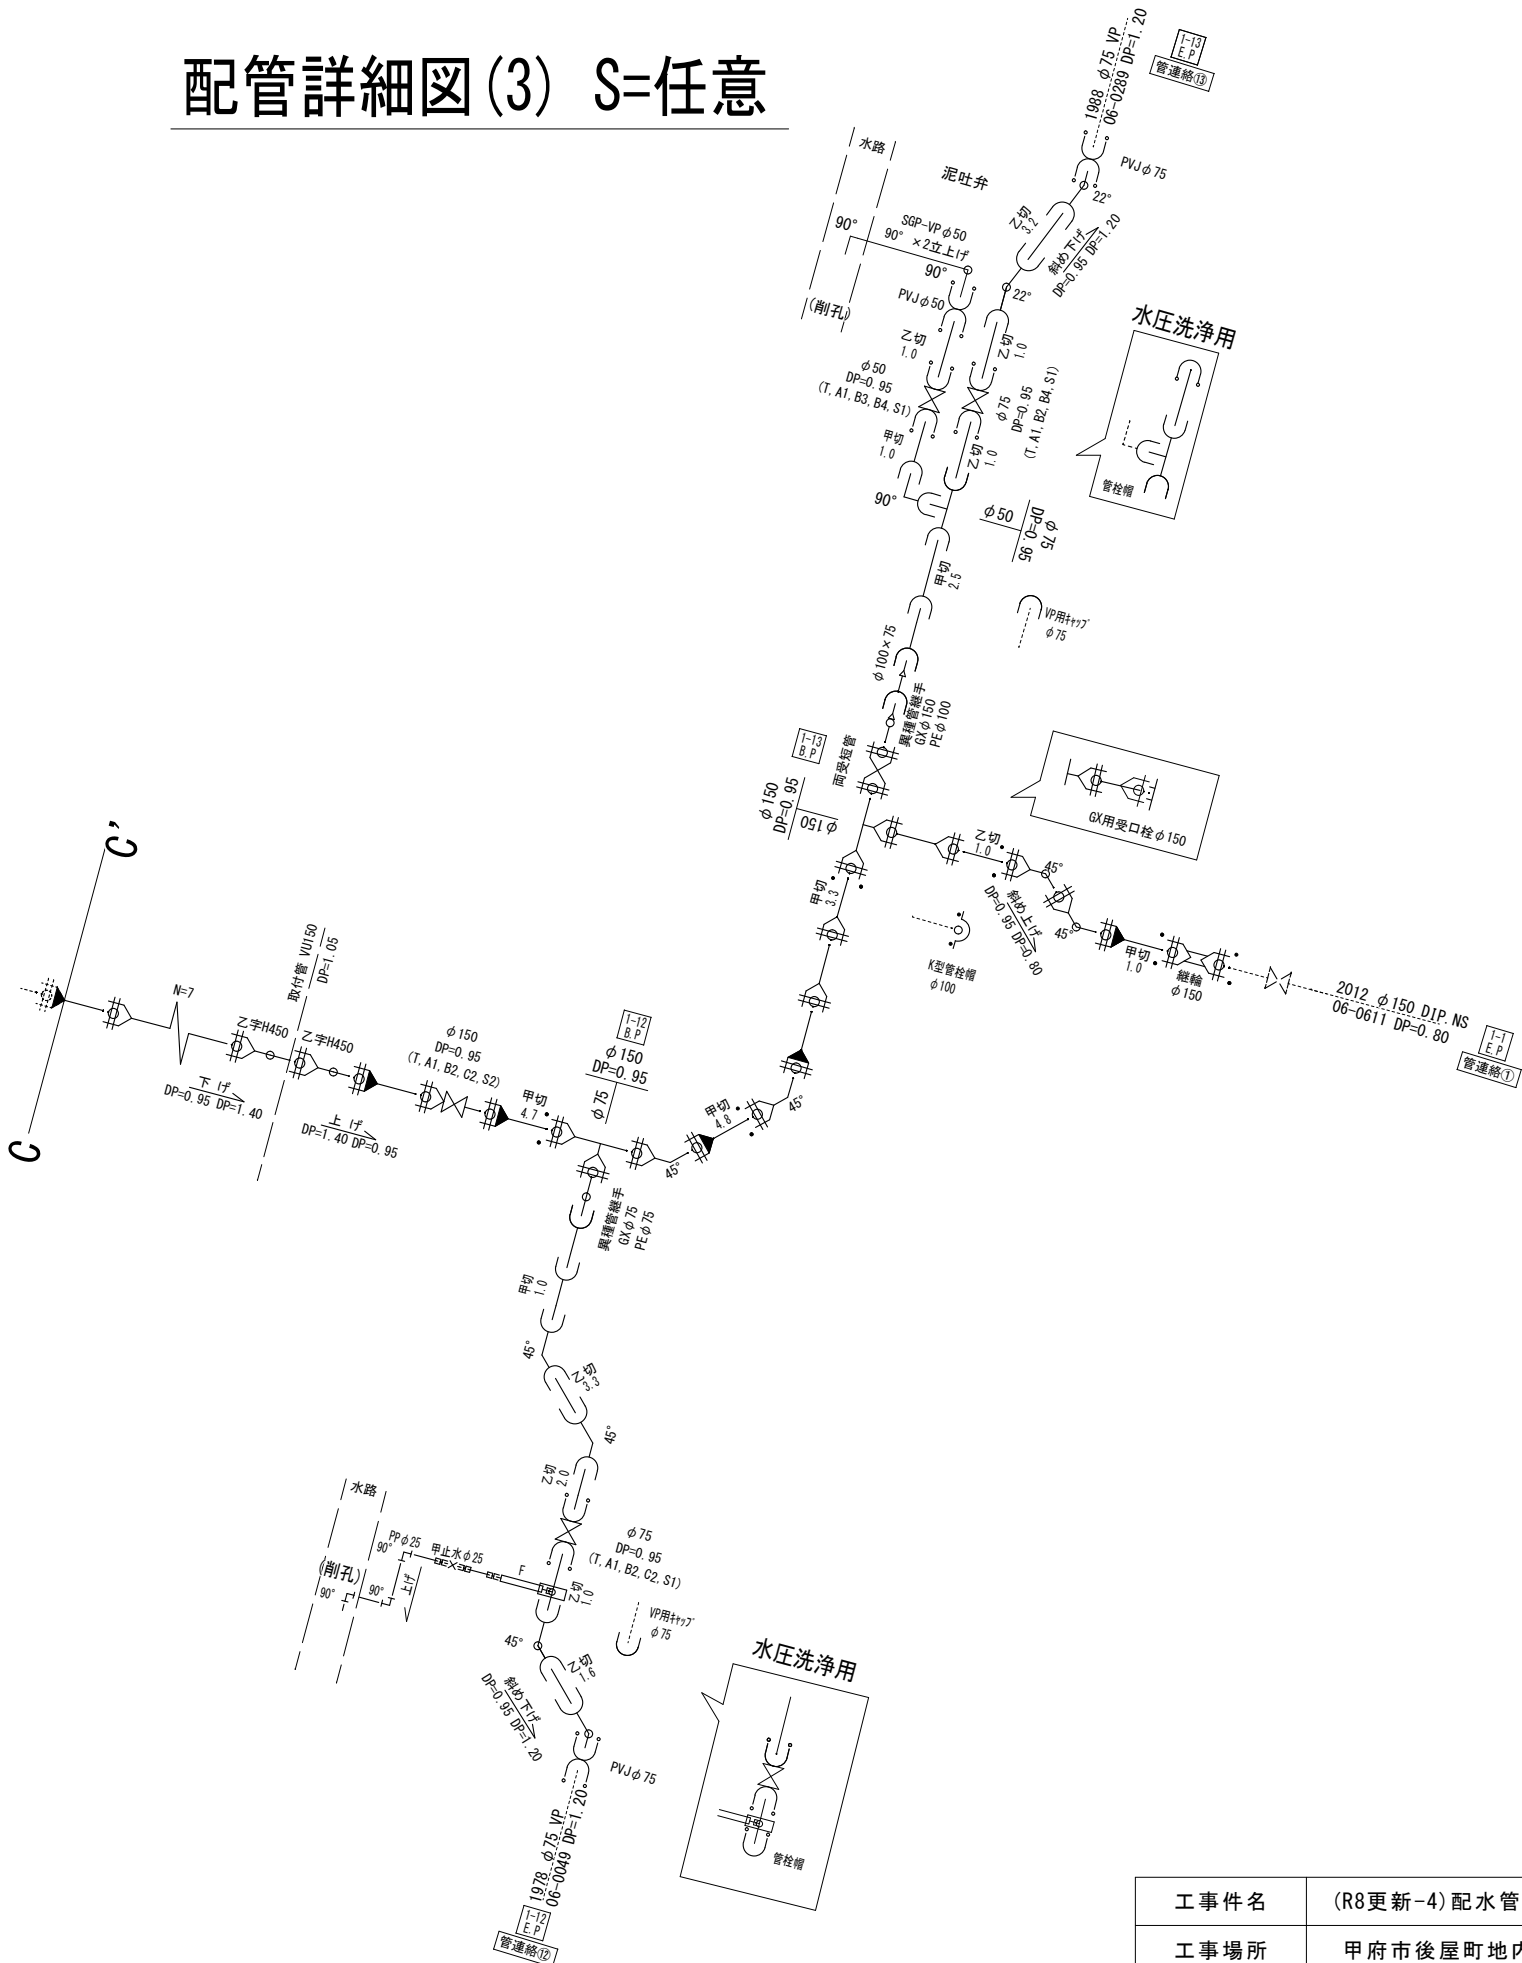 配管詳細図(3) S=任意
1988 φ75 VP
06-0289 DP=1.20
1-13
E.P
管連絡⑬
PVJφ75
22°
乙切
3.2
斜め下げ
DP=0.95 DP=1.20
22°
水路
泥吐弁
90°
SGP-VPφ50
90° ×2立上げ
90°
(削孔)
PVJφ50
乙切
1.0
乙切
1.0
φ50
DP=0.95
(T,A1,B3,B4,S1)
φ75
DP=0.95
(T,A1,B2,B4,S1)
甲切
1.0
乙切
1.0
90°
水圧洗浄用
管栓帽
φ50
φ75
DP=0.95
甲切
2.5
VP用キャップ
φ75
φ100×75
異種管継手
GXφ150
PEφ100
両受短管
1-13
B.P
φ150
DP=0.95
φ150
GX用受口栓φ150
乙切
1.0
45°
斜め上げ
DP=0.95 DP=0.80
45°
甲切
1.0
継輪
φ150
2012 φ150 DIP.NS
06-0611 DP=0.80
1-1
E.P
管連絡①
甲切
3.3
K型管栓帽
φ100
C'
C
N=7
取付管 VU150
DP=1.05
乙字H450
乙字H450
下げ
DP=0.95 DP=1.40
上げ
DP=1.40 DP=0.95
φ150
DP=0.95
(T,A1,B2,C2,S2)
1-12
B.P
φ150
DP=0.95
φ75
甲切
4.7
甲切
4.8
45°
45°
異種管継手
GXφ75
PEφ75
甲切
1.0
45°
乙切
3.3
45°
乙切
2.0
水路
(削孔)
90°
90°
90°
PPφ25
上げ
甲止水φ25
F
φ75
DP=0.95
(T,A1,B2,C2,S1)
乙切
1.0
VP用キャップ
φ75
45°
乙切
1.6
斜め下げ
DP=0.95 DP=1.20
PVJφ75
水圧洗浄用
管栓帽
1978 φ75 VP
06-0049 DP=1.20
1-12
E.P
管連絡⑫
工事件名 (R8更新-4)配水管
工事場所 甲府市後屋町地内